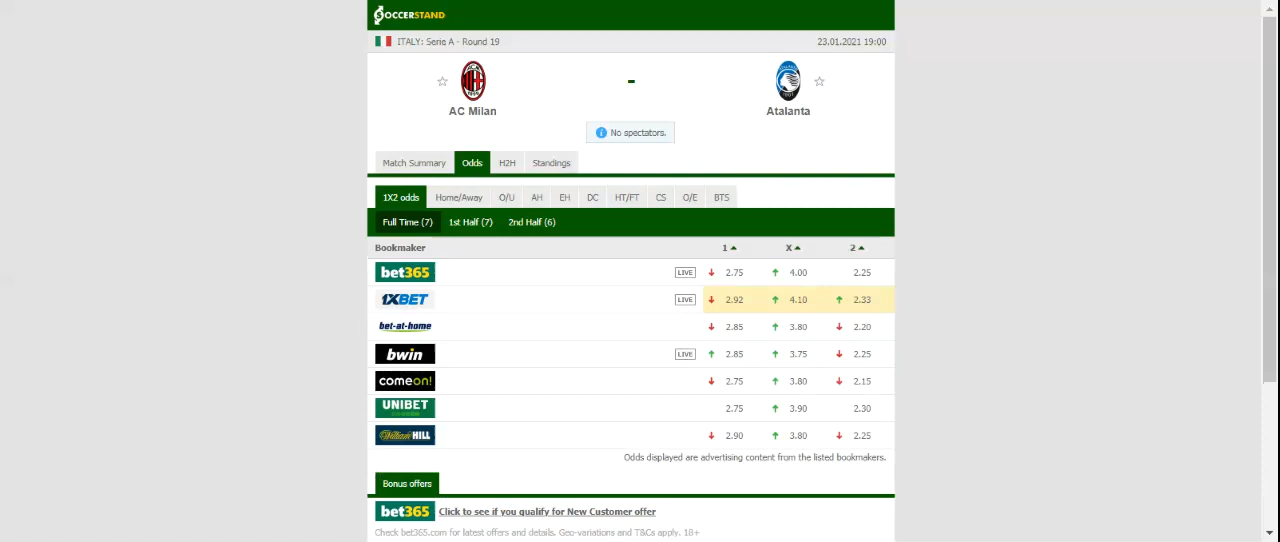 SOCCERSTAND
ITALY: Serie A - Round 19 23.01.2021 19:00
-
AC Milan Atalanta
No spectators.
Match Summary Odds H2H Standings
1X2 odds Home/Away O/U AH EH DC HT/FT CS O/E BTS
Full Time (7) 1st Half (7) 2nd Half (6)
Bookmaker 1 X 2
bet365 LIVE 2.75 4.00 2.25
1XBET LIVE 2.92 4.10 2.33
bet-at-home 2.85 3.80 2.20
bwin LIVE 2.85 3.75 2.25
comeon! 2.75 3.80 2.15
UNIBET 2.75 3.90 2.30
William HILL 2.90 3.80 2.25
Odds displayed are advertising content from the listed bookmakers.
Bonus offers
bet365 Click to see if you qualify for New Customer offer
Check bet365.com for latest offers and details. Geo-variations and T&Cs apply. 18+